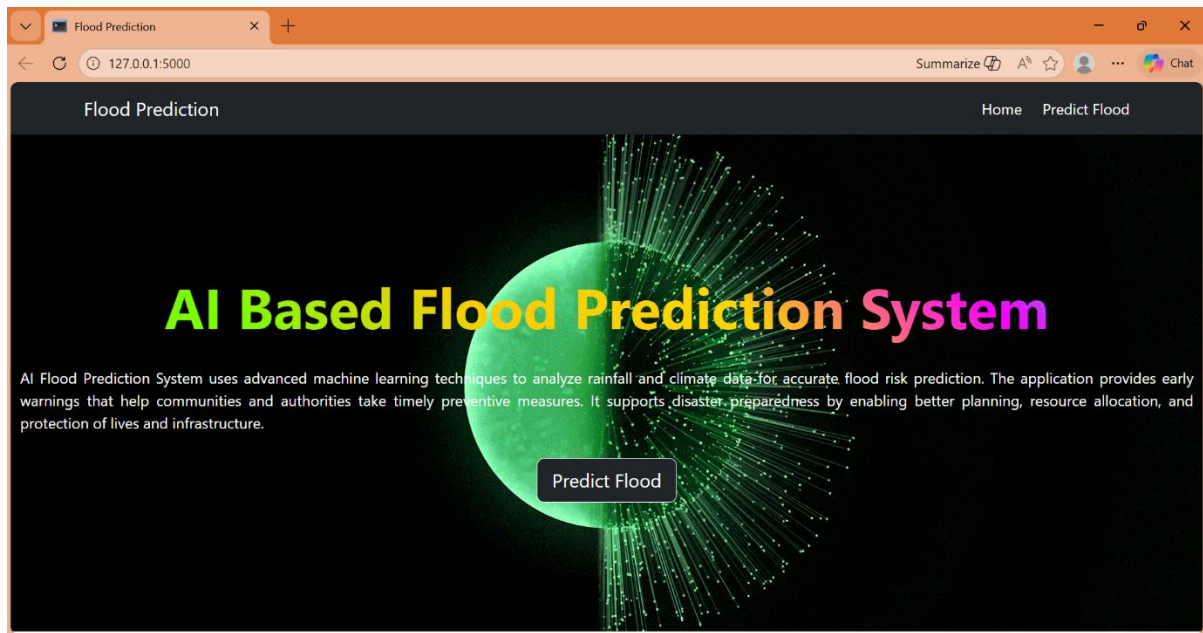 Flood Prediction
127.0.0.1:5000
Summarize
Chat
Flood Prediction
Home Predict Flood
AI Based Flood Prediction System
AI Flood Prediction System uses advanced machine learning techniques to analyze rainfall and climate data for accurate flood risk prediction. The application provides early
warnings that help communities and authorities take timely preventive measures. It supports disaster preparedness by enabling better planning, resource allocation, and
protection of lives and infrastructure.
Predict Flood